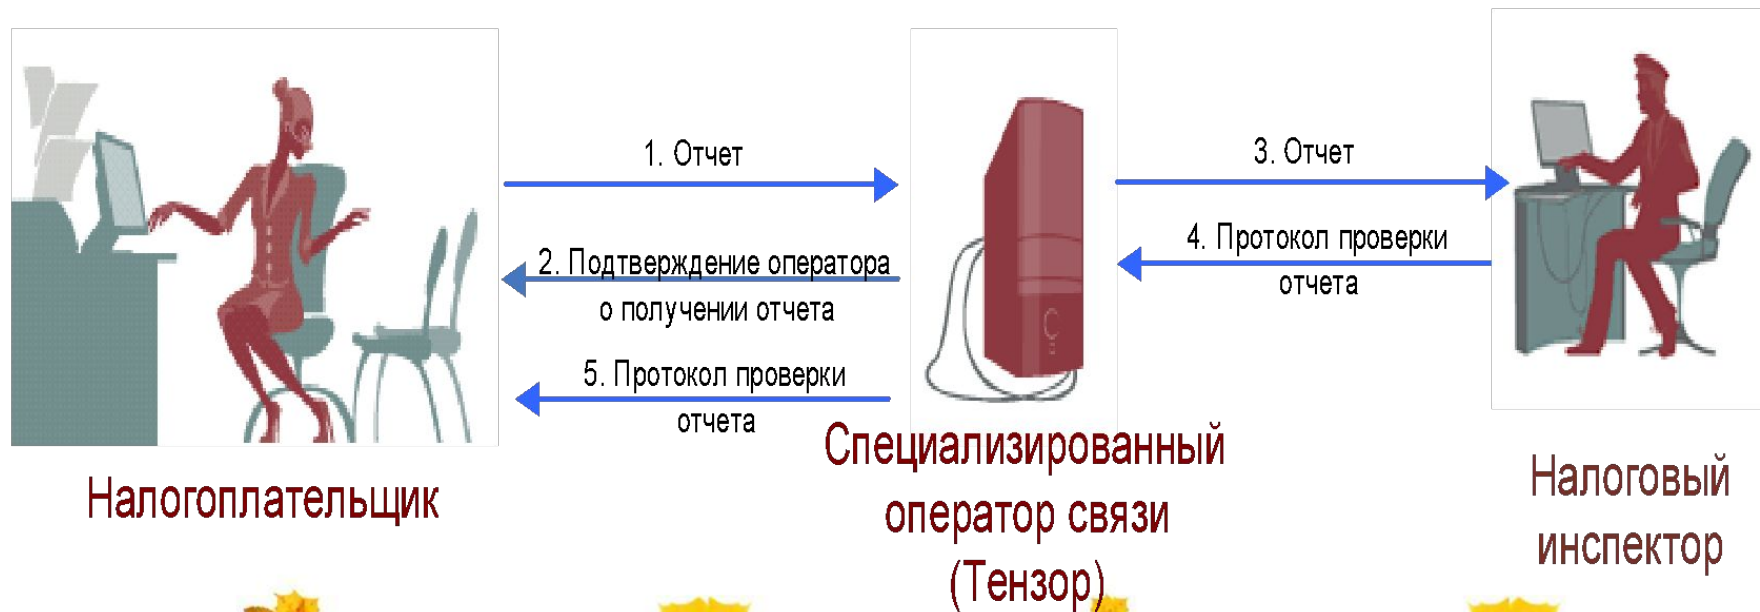 1. Отчет
3. Отчет
2. Подтверждение оператора
о получении отчета
4. Протокол проверки
отчета
5. Протокол проверки
отчета
Налогоплательщик
Специализированный
оператор связи
(Тензор)
Налоговый
инспектор